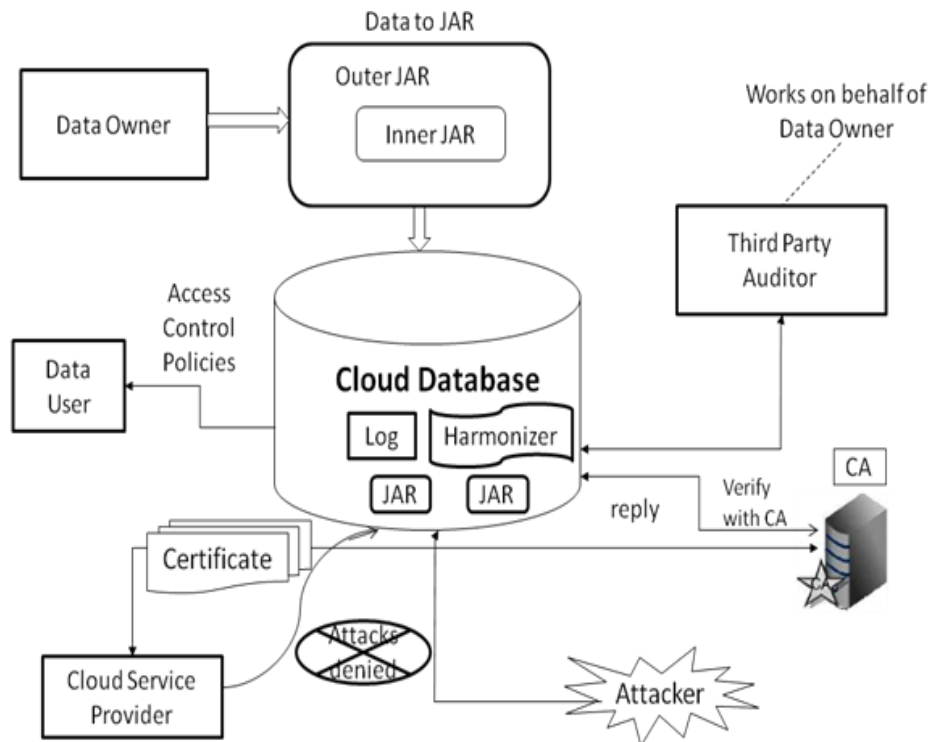 Data to JAR
Outer JAR
Inner JAR
Data Owner
Works on behalf of
Data Owner
Third Party
Auditor
Access
Control
Policies
Data
User
Cloud Database
Log
Harmonizer
JAR
JAR
CA
reply
Verify
with CA
Certificate
CA
Attacks
denied
Cloud Service
Provider
Attacker